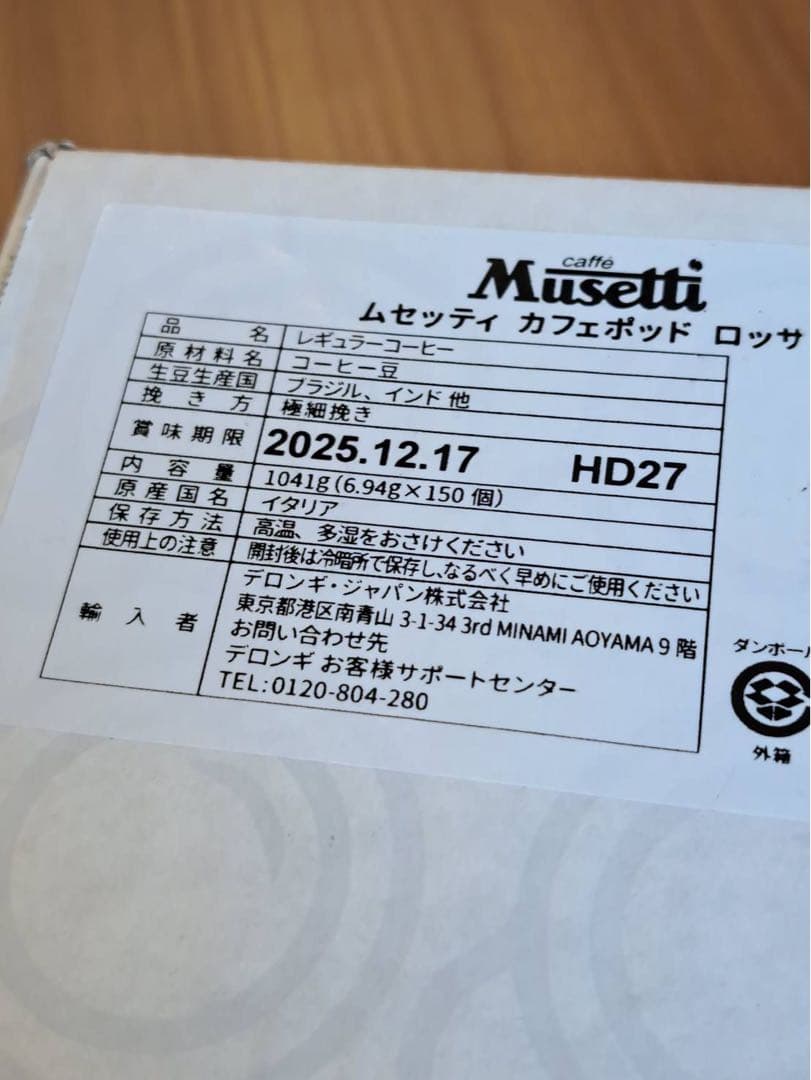 caffé
Musetti
ムセッティ カフェポッド ロッサ
品名 レギュラーコーヒー
原材料名 コーヒー豆
生豆生産国 ブラジル、インド 他
挽き方 極細挽き
賞味期限 2025.12.17 HD27
内容量 1041g(6.94g×150個)
原産国名 イタリア
保存方法 高温、多湿をおさけください
使用上の注意 開封後は冷暗所で保存し、なるべく早めにご使用ください
輸入者 デロンギ・ジャパン株式会社
東京都港区南青山 3-1-34 3rd MINAMI AOYAMA 9 階
お問い合わせ先
デロンギ お客様サポートセンター
TEL:0120-804-280
ダンボール
外箱